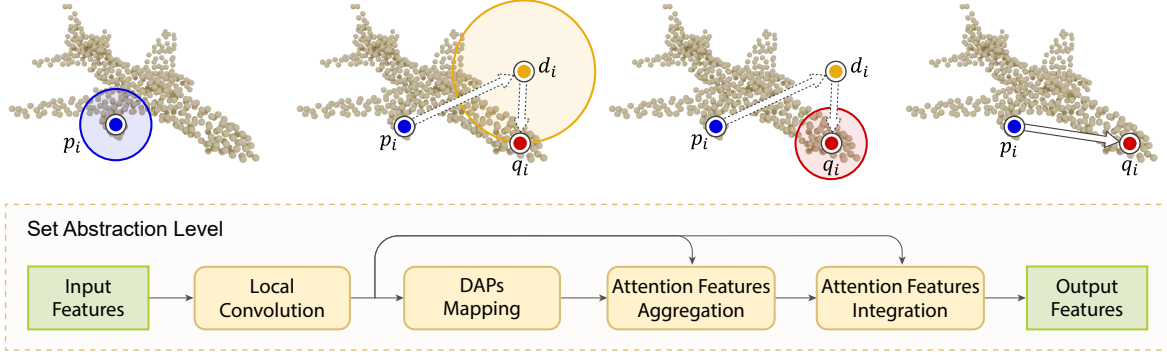 p_i
p_i
d_i
q_i
p_i
d_i
q_i
p_i
q_i
Set Abstraction Level
Input
Features
Local
Convolution
DAPs
Mapping
Attention Features
Aggregation
Attention Features
Integration
Output
Features